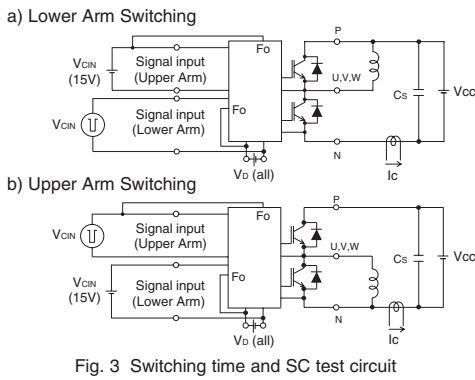 a) Lower Arm Switching
P
Fo
VCIN
(15V)
Signal input
(Upper Arm)
U,V,W
CS
VCC
Signal input
(Lower Arm)
Fo
VCIN
N
VD (all)
IC
b) Upper Arm Switching
P
Fo
VCIN
Signal input
(Upper Arm)
U,V,W
CS
VCC
VCIN
(15V)
Signal input
(Lower Arm)
Fo
N
VD (all)
IC
Fig. 3 Switching time and SC test circuit